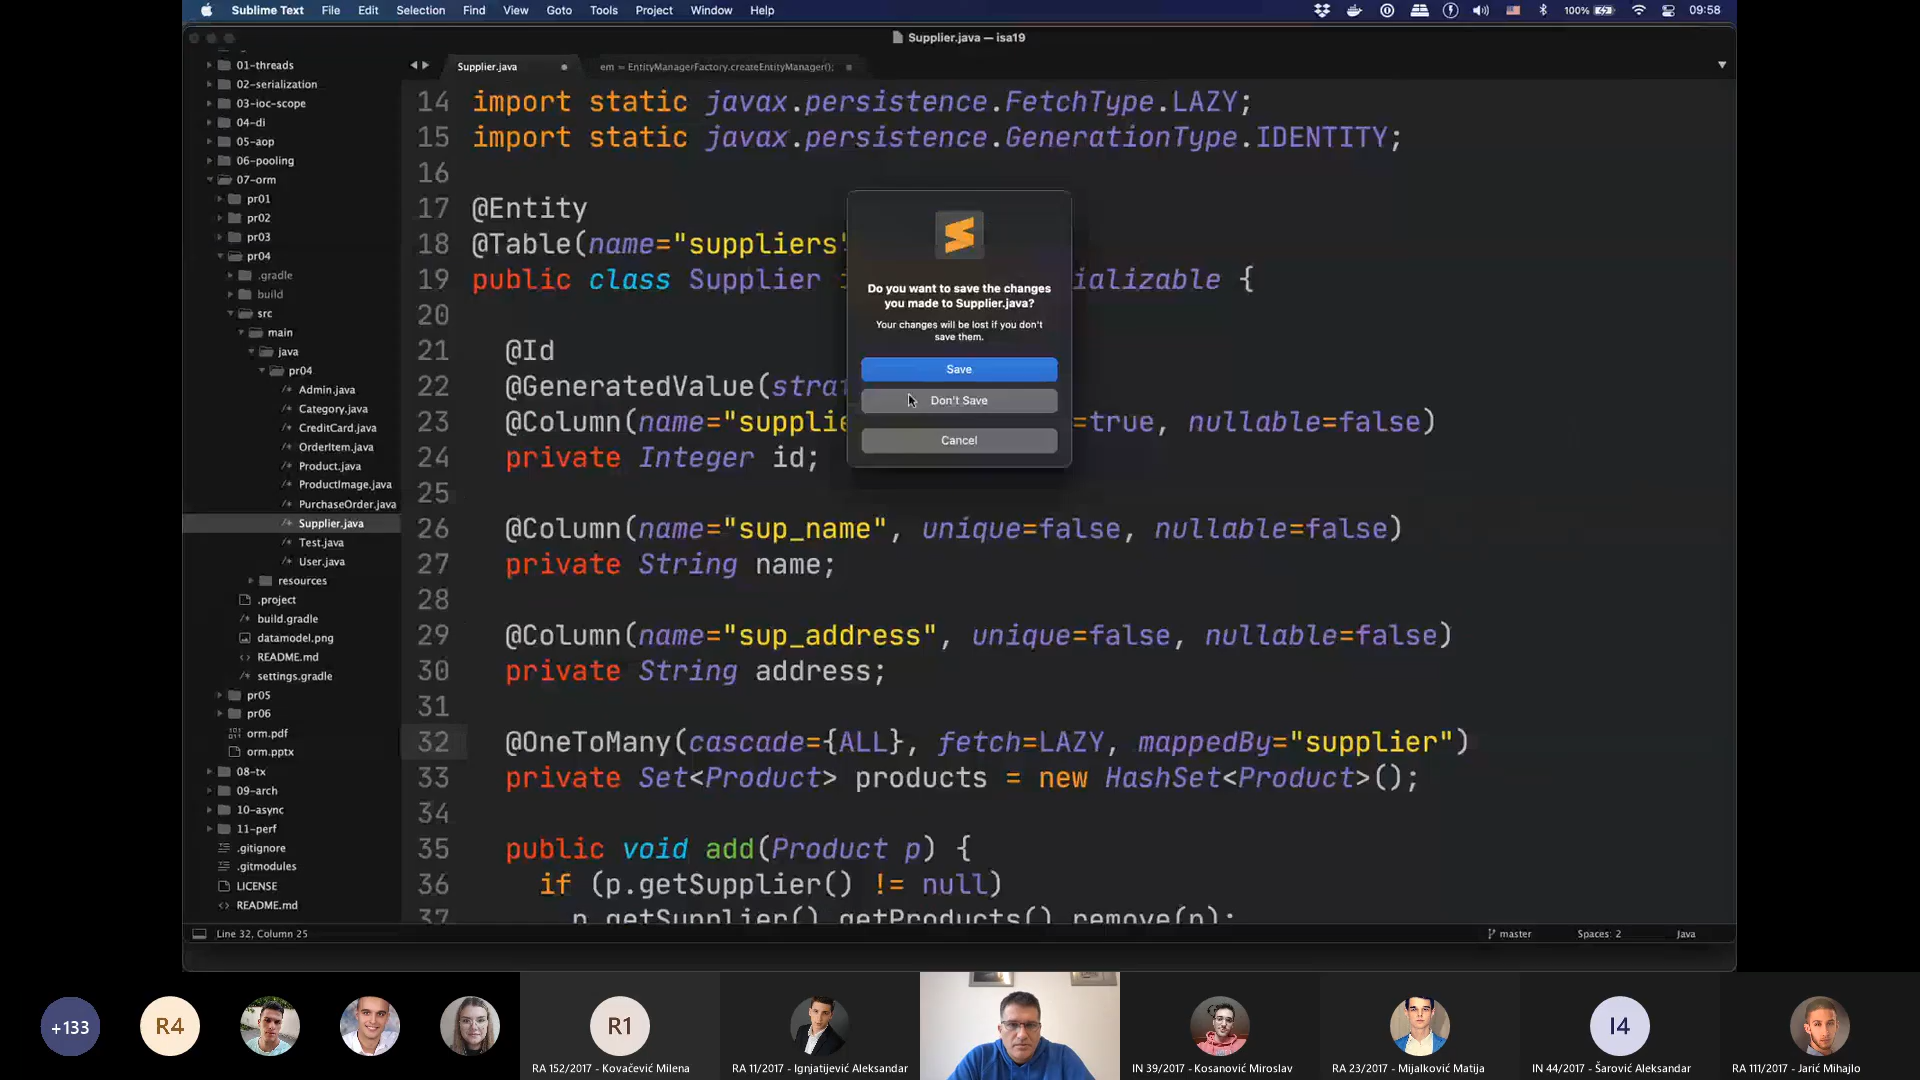 Sublime Text File Edit Selection Find View Goto Tools Project Window Help 100% 09:58
Supplier.java — isa19
Supplier.java
em = EntityManagerFactory.createEntityManager();
01-threads
02-serialization
03-ioc-scope
04-di
05-aop
06-pooling
07-orm
pr01
pr02
pr03
pr04
.gradle
build
src
main
java
pr04
Admin.java
Category.java
CreditCard.java
OrderItem.java
Product.java
ProductImage.java
PurchaseOrder.java
Supplier.java
Test.java
User.java
resources
.project
build.gradle
datamodel.png
README.md
settings.gradle
pr05
pr06
orm.pdf
orm.pptx
08-tx
09-arch
10-async
11-perf
.gitignore
.gitmodules
LICENSE
README.md
14 import static javax.persistence.FetchType.LAZY;
15 import static javax.persistence.GenerationType.IDENTITY;
16
17 @Entity
18 @Table(name="suppliers"
19 public class Supplier ializable {
20
21 @Id
22 @GeneratedValue(strat
23 @Column(name="supplie =true, nullable=false)
24 private Integer id;
25
26 @Column(name="sup_name", unique=false, nullable=false)
27 private String name;
28
29 @Column(name="sup_address", unique=false, nullable=false)
30 private String address;
31
32 @OneToMany(cascade={ALL}, fetch=LAZY, mappedBy="supplier")
33 private Set<Product> products = new HashSet<Product>();
34
35 public void add(Product p) {
36 if (p.getSupplier() != null)
37 p.getSupplier().getProducts().remove(p);
Do you want to save the changes
you made to Supplier.java?
Your changes will be lost if you don't
save them.
Save
Don't Save
Cancel
Line 32, Column 25
master
Spaces: 2
Java
+133
R4
R1
I4
RA 152/2017 - Kovačević Milena
RA 11/2017 - Ignjatijević Aleksandar
IN 39/2017 - Kosanović Miroslav
RA 23/2017 - Mijalković Matija
IN 44/2017 - Šarović Aleksandar
RA 111/2017 - Jarić Mihajlo